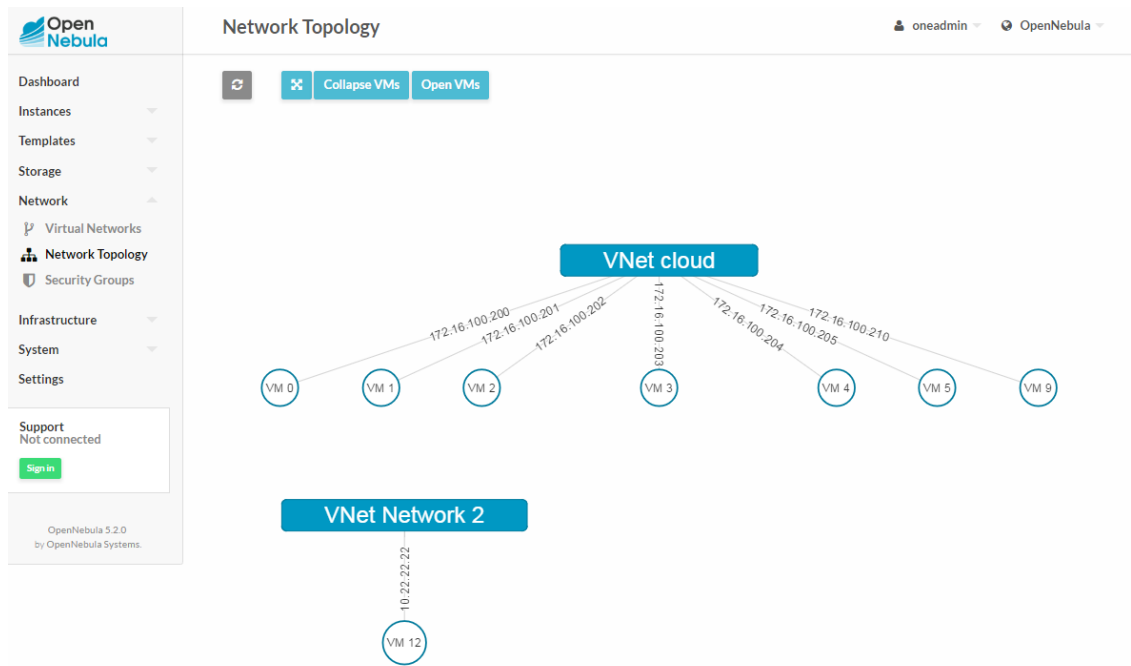 Open
Nebula
Network Topology
oneadmin
OpenNebula
Dashboard
Instances
Templates
Storage
Network
Virtual Networks
Network Topology
Security Groups
Infrastructure
System
Settings
Support
Not connected
Sign in
OpenNebula 5.2.0
by OpenNebula Systems.
Collapse VMs
Open VMs
VNet cloud
172.16.100.200
172.16.100.201
172.16.100.202
172.16.100.203
172.16.100.204
172.16.100.205
172.16.100.210
VM 0
VM 1
VM 2
VM 3
VM 4
VM 5
VM 9
VNet Network 2
10.22.22.22
VM 12